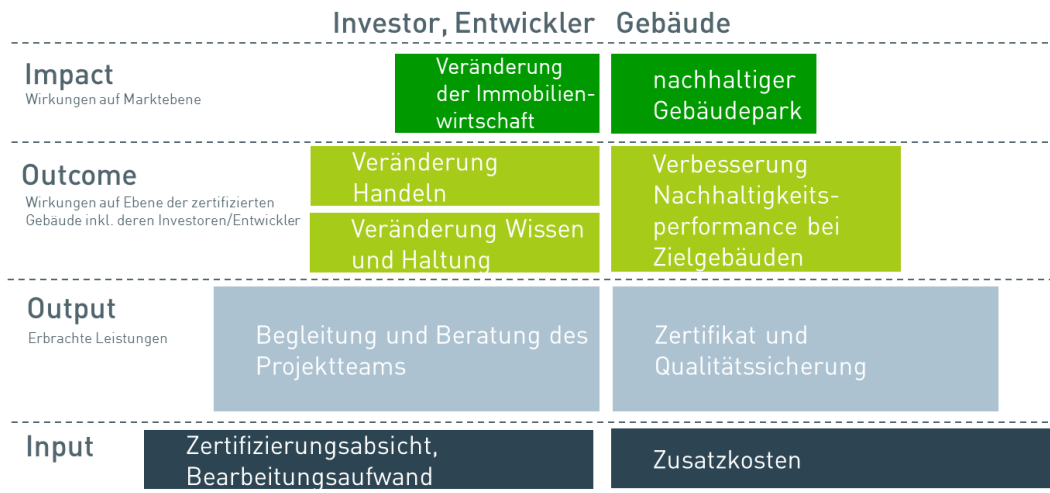 Investor, Entwickler Gebäude
Impact
Wirkungen auf Marktebene
Veränderung
der Immobilien-
wirtschaft
nachhaltiger
Gebäudepark
Outcome
Wirkungen auf Ebene der zertifizierten
Gebäude inkl. deren Investoren/Entwickler
Veränderung
Handeln
Veränderung Wissen
und Haltung
Verbesserung
Nachhaltigkeits-
performance bei
Zielgebäuden
Output
Erbrachte Leistungen
Begleitung und Beratung des
Projektteams
Zertifikat und
Qualitätssicherung
Input
Zertifizierungsabsicht,
Bearbeitungsaufwand
Zusatzkosten